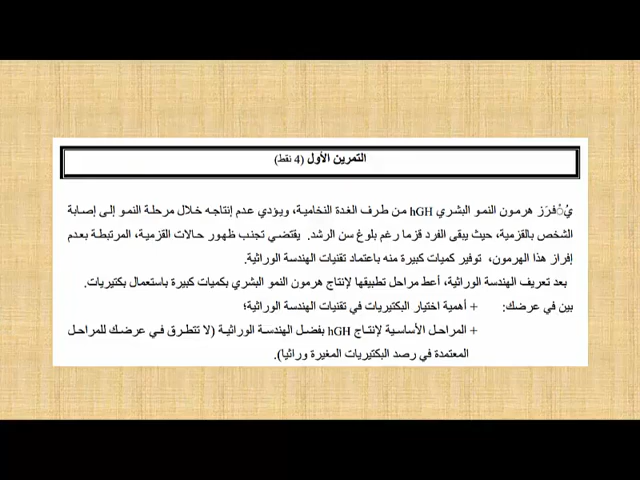 التمرين الأول (4 نقط)
يُفرَز هرمون النمو البشري hGH من طرف الغدة النخامية، ويؤدي عدم إنتاجه خلال مرحلة النمو إلى إصابة
الشخص بالقزمية، حيث يبقى الفرد قزما رغم بلوغ سن الرشد. يقتضي تجنب ظهور حالات القزمية، المرتبطة بعدم
إفراز هذا الهرمون، توفير كميات كبيرة منه باعتماد تقنيات الهندسة الوراثية.
بعد تعريف الهندسة الوراثية، أعط مراحل تطبيقها لإنتاج هرمون النمو البشري بكميات كبيرة باستعمال بكتيريات.
بين في عرضك: + أهمية اختيار البكتيريات في تقنيات الهندسة الوراثية؛
+ المراحل الأساسية لإنتاج hGH بفضل الهندسة الوراثية (لا تتطرق في عرضك للمراحل
المعتمدة في رصد البكتيريات المغيرة وراثيا).